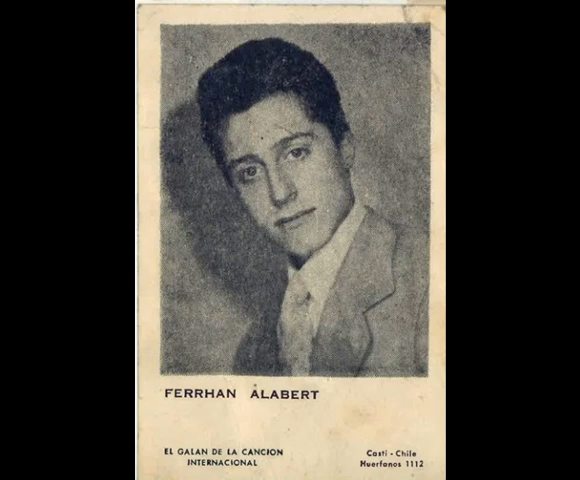 FERRHAN ALABERT
EL GALAN DE LA CANCION
INTERNACIONAL
Casti - Chile
Huerfanos 1112